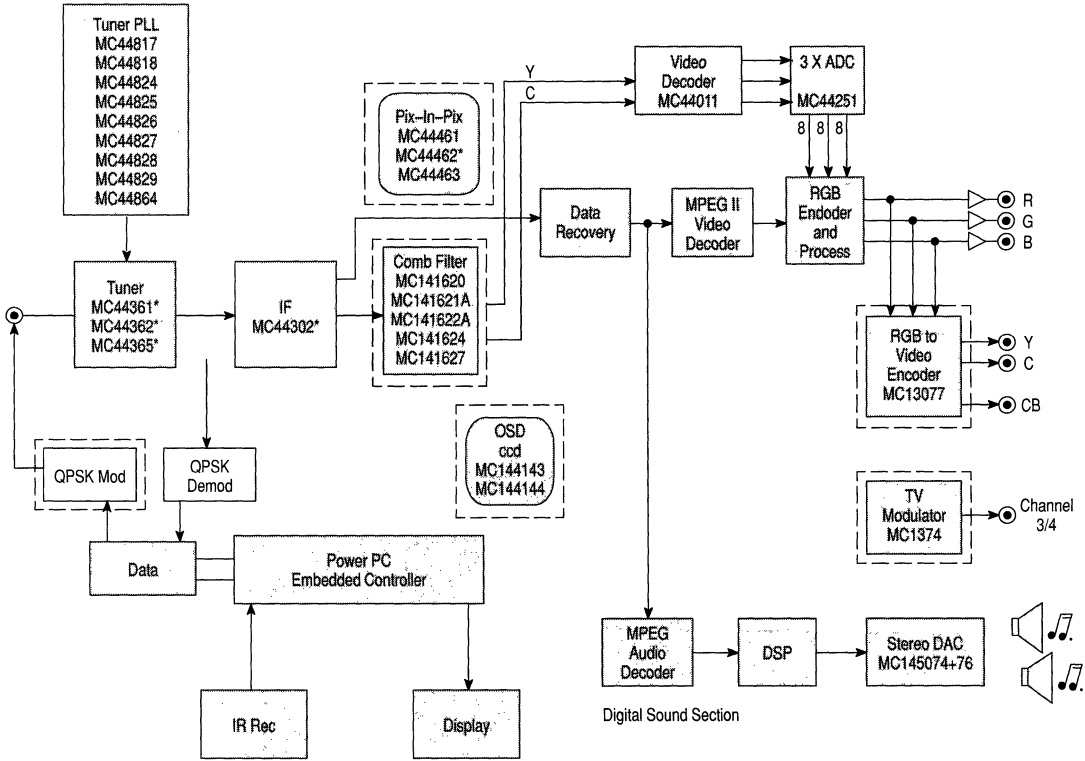 Tuner PLL
MC44817
MC44818
MC44824
MC44825
MC44826
MC44827
MC44828
MC44829
MC44864
Pix–In–Pix
MC44461
MC44462*
MC44463
Y
C
Video
Decoder
MC44011
3 X ADC
MC44251
8 8 8
Tuner
MC44361*
MC44362*
MC44365*
IF
MC44302*
Comb Filter
MC141620
MC141621A
MC141622A
MC141624
MC141627
Data
Recovery
MPEG II
Video
Decoder
RGB
Endoder
and
Process
R
G
B
RGB to
Video
Encoder
MC13077
Y
C
CB
QPSK Mod
QPSK
Demod
OSD
ccd
MC144143
MC144144
TV
Modulator
MC1374
Channel
3/4
Data
Power PC
Embedded Controller
MPEG
Audio
Decoder
DSP
Stereo DAC
MC145074+76
IR Rec
Display
Digital Sound Section